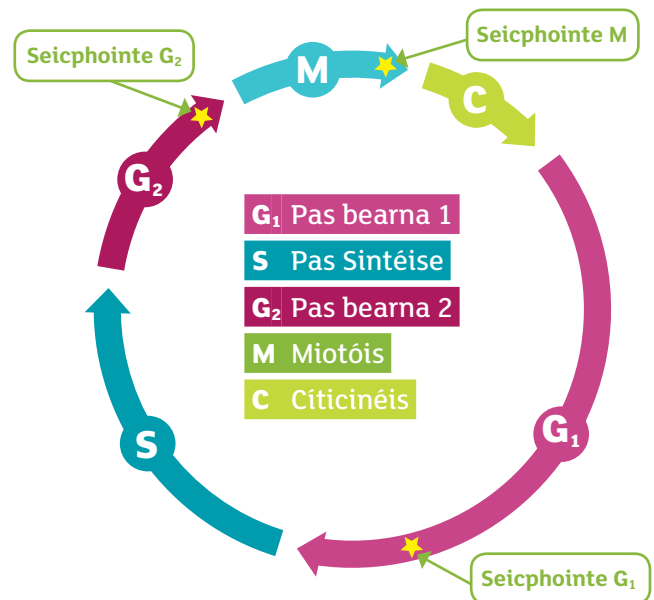 Seicphointe M
Seicphointe G₂
M
C
G₂
G₁ Pas bearna 1
S Pas Sintéise
G₂ Pas bearna 2
M Miotóis
C Cíticinéis
G₁
S
Seicphointe G₁